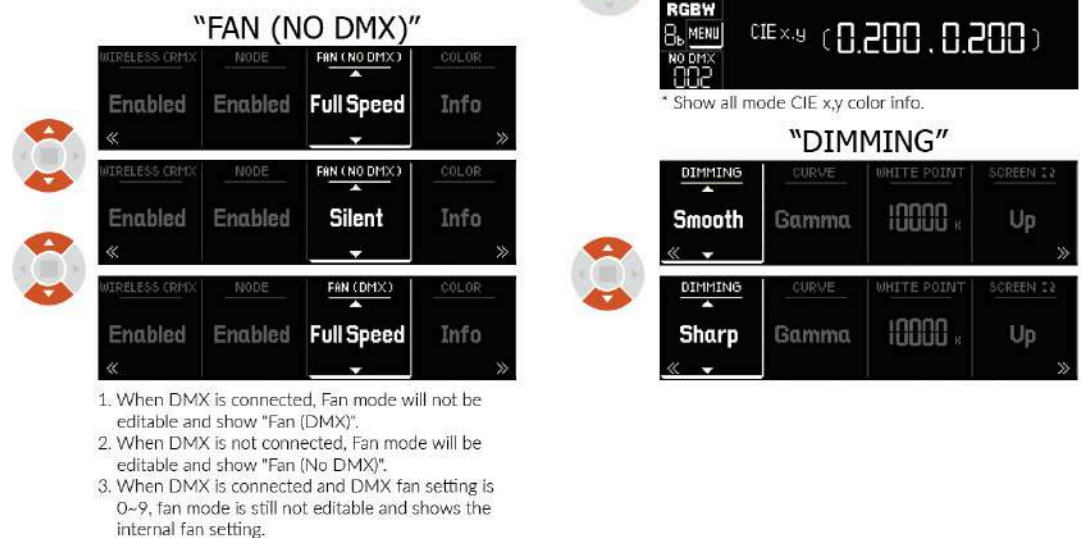 "FAN (NO DMX)"
WIRELESS CRMX NODE FAN (NO DMX) COLOR
Enabled Enabled Full Speed Info
«  »
WIRELESS CRMX NODE FAN (NO DMX) COLOR
Enabled Enabled Silent Info
«  »
WIRELESS CRMX NODE FAN (DMX) COLOR
Enabled Enabled Full Speed Info
«  »
1. When DMX is connected, Fan mode will not be
editable and show "Fan (DMX)".
2. When DMX is not connected, Fan mode will be
editable and show "Fan (No DMX)".
3. When DMX is connected and DMX fan setting is
0~9, fan mode is still not editable and shows the
internal fan setting.
RGBW
8b MENU CIE x.y (0.200 . 0.200)
NO DMX
002
* Show all mode CIE x,y color info.
"DIMMING"
DIMMING CURVE WHITE POINT SCREEN
Smooth Gamma 10000 K Up
«  »
DIMMING CURVE WHITE POINT SCREEN
Sharp Gamma 10000 K Up
«  »